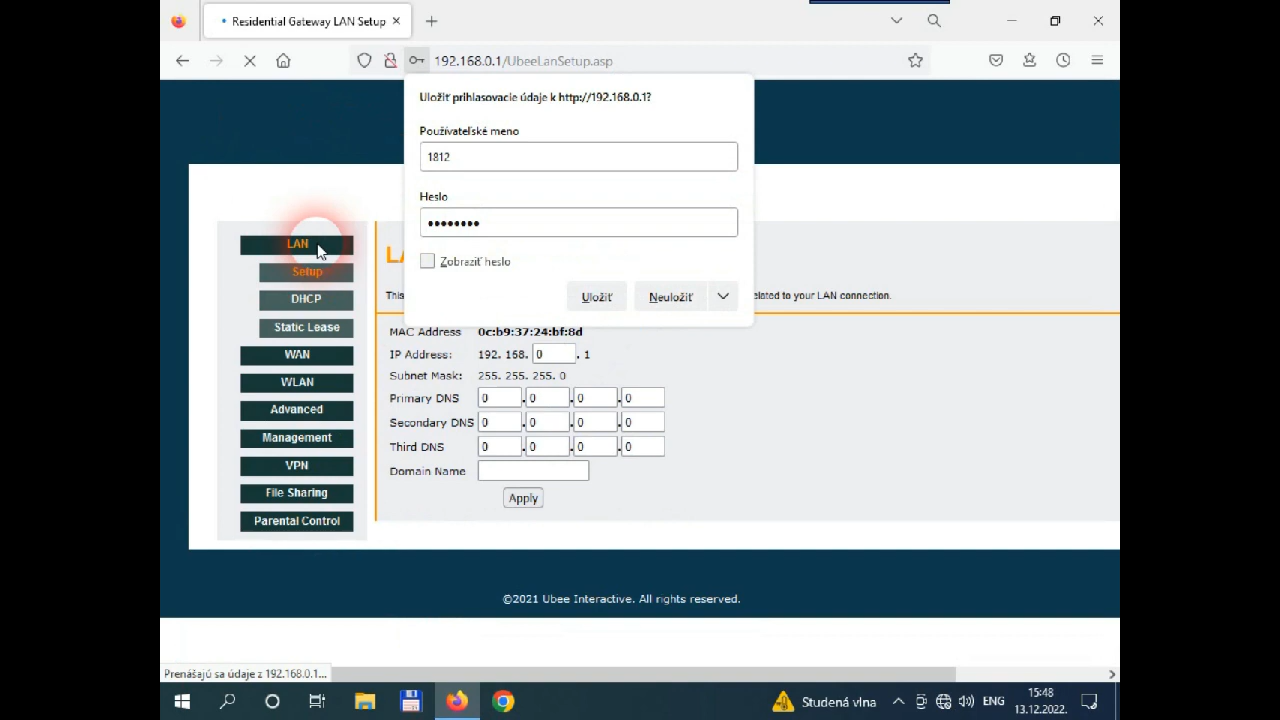 Residential Gateway LAN Setup
192.168.0.1/UbeeLanSetup.asp
Uložiť prihlasovacie údaje k http://192.168.0.1?
Používateľské meno
1812
Heslo
••••••••
Zobraziť heslo
Uložiť
Neuložiť
LAN
Setup
DHCP
Static Lease
WAN
WLAN
Advanced
Management
VPN
File Sharing
Parental Control
LA
This
lated to your LAN connection.
MAC Address 0c:b9:37:24:bf:8d
IP Address: 192. 168. 0 . 1
Subnet Mask: 255. 255. 255. 0
Primary DNS 0 . 0 . 0 . 0
Secondary DNS 0 . 0 . 0 . 0
Third DNS 0 . 0 . 0 . 0
Domain Name
Apply
©2021 Ubee Interactive. All rights reserved.
Prenášajú sa údaje z 192.168.0.1...
Studená vlna
ENG
15:48
13.12.2022.